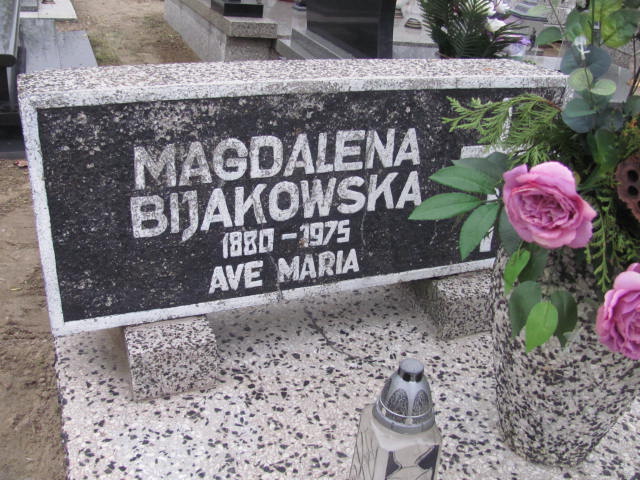 MAGDALENA
BIJAKOWSKA
1880 - 1975
AVE MARIA